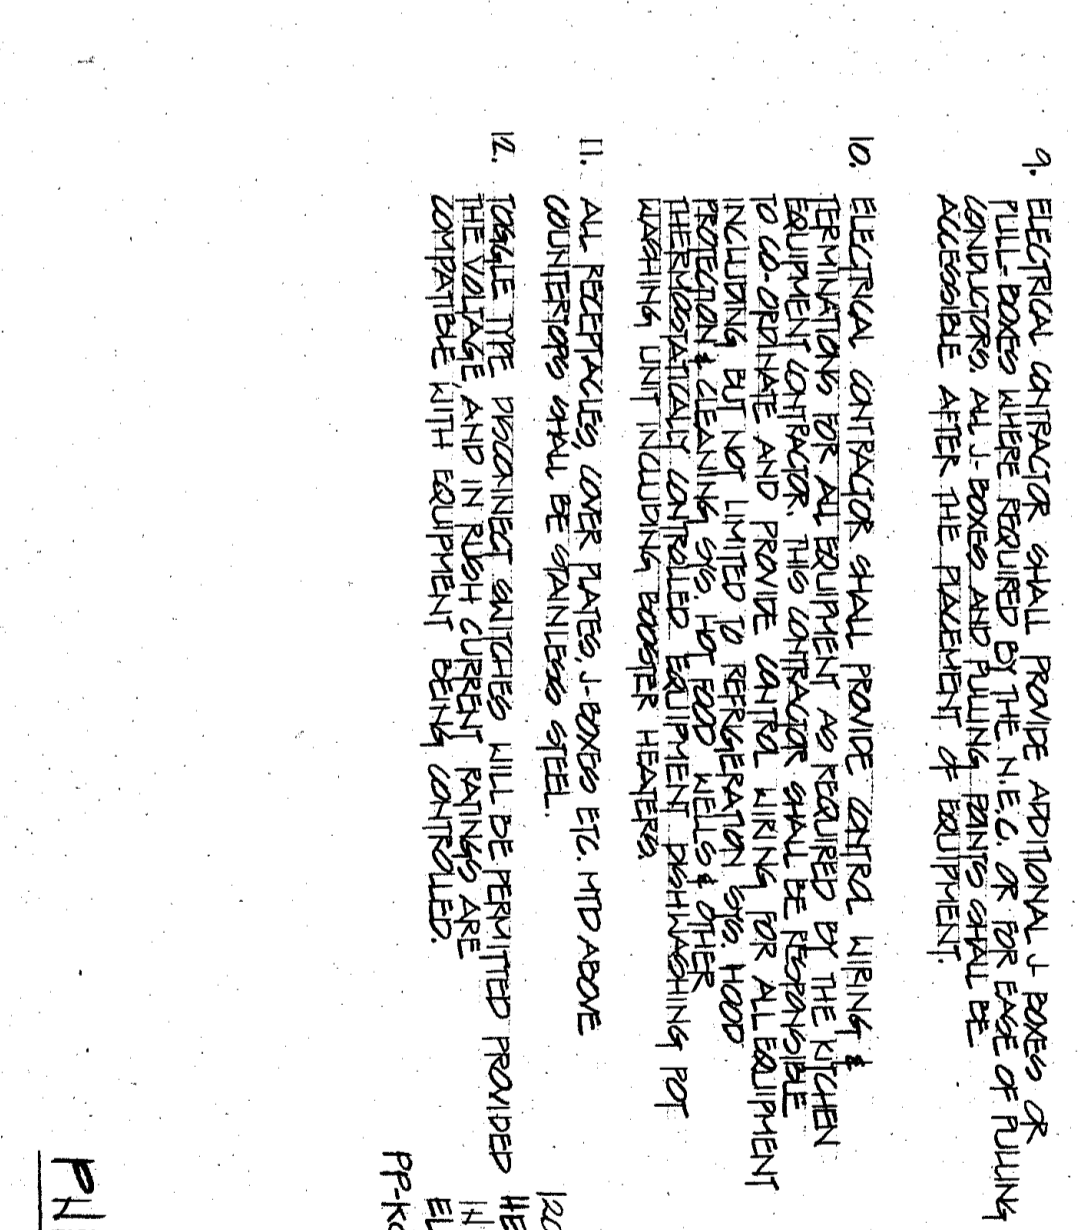 9. ELECTRICAL CONTRACTOR SHALL PROVIDE ADDITIONAL J BOXES OR
PULL-BOXES WHERE REQUIRED BY THE N.E.C. OR FOR EASE OF PULLING
CONDUCTORS. ALL J-BOXES AND PULLING POINTS SHALL BE
ACCESSIBLE AFTER THE PLACEMENT OF EQUIPMENT.
10. ELECTRICAL CONTRACTOR SHALL PROVIDE CONTROL WIRING &
TERMINATIONS FOR ALL EQUIPMENT AS REQUIRED BY THE KITCHEN
EQUIPMENT CONTRACTOR. THIS CONTRACTOR SHALL BE RESPONSIBLE
TO CO-ORDINATE AND PROVIDE CONTROL WIRING FOR ALL EQUIPMENT
INCLUDING BUT NOT LIMITED TO REFRIGERATION SYS. HOOD
PROTECTION & CLEANING SYS. HOT FOOD WELLS & OTHER
THERMOSTATICALLY CONTROLLED EQUIPMENT DISHWASHING POT
WASHING UNIT INCLUDING BOOSTER HEATERS.
11. ALL RECEPTACLES, COVER PLATES, J-BOXES ETC. MTD ABOVE
COUNTERTOPS SHALL BE STAINLESS STEEL.
12. TOGGLE TYPE DISCONNECT SWITCHES WILL BE PERMITTED PROVIDED
THE VOLTAGE, AND IN RUSH CURRENT RATINGS ARE
COMPATIBLE WITH EQUIPMENT BEING CONTROLLED.
120
HE
IN
EL
PP-K